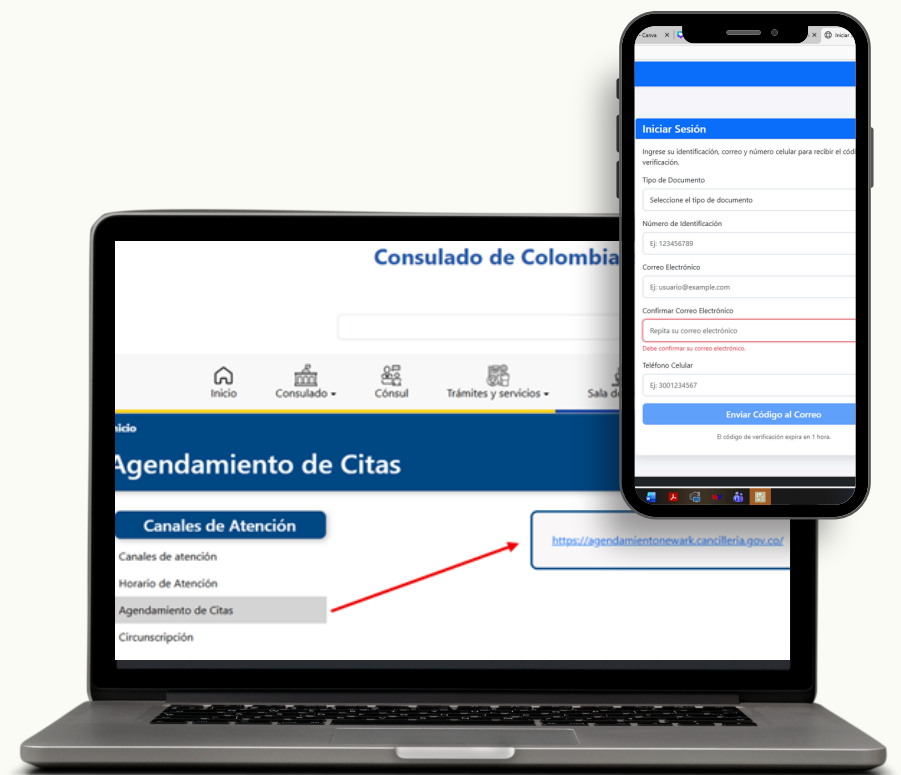 Consulado de Colombia
Inicio
Consulado
Cónsul
Trámites y servicios
Sala de
Inicio
Agendamiento de Citas
Canales de Atención
Canales de atención
Horario de Atención
Agendamiento de Citas
Circunscripción
https://agendamientonewark.cancilleria.gov.co/
Canva
Iniciar
Iniciar Sesión
Ingrese su identificación, correo y número celular para recibir el códi
verificación.
Tipo de Documento
Seleccione el tipo de documento
Número de Identificación
Ej: 123456789
Correo Electrónico
Ej: usuario@example.com
Confirmar Correo Electrónico
Repita su correo electrónico
Debe confirmar su correo electrónico.
Teléfono Celular
Ej: 3001234567
Enviar Código al Correo
El código de verificación expira en 1 hora.